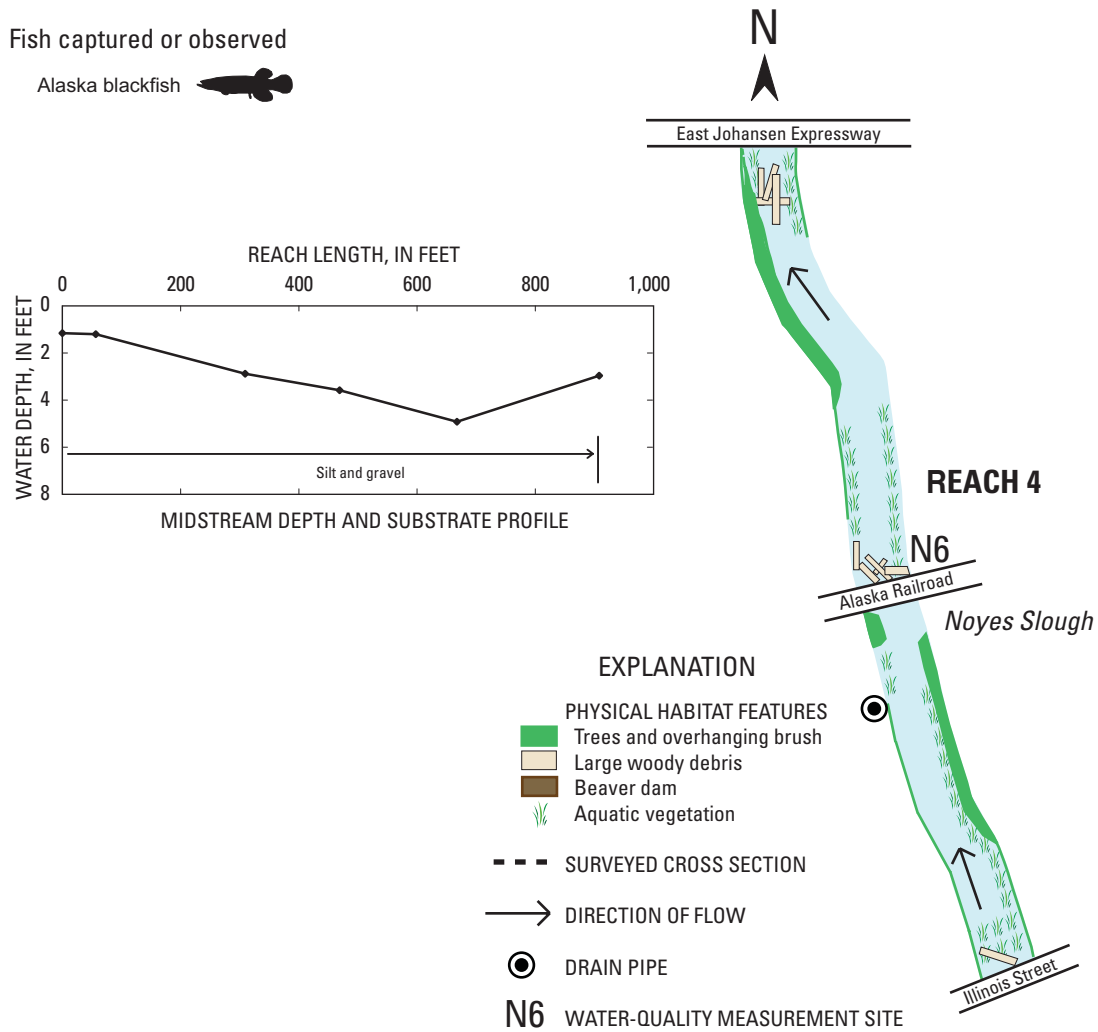 Fish captured or observed
Alaska blackfish
N
East Johansen Expressway
REACH LENGTH, IN FEET
0 200 400 600 800 1,000
WATER DEPTH, IN FEET
0
2
4
6
8
Silt and gravel
MIDSTREAM DEPTH AND SUBSTRATE PROFILE
REACH 4
N6
Alaska Railroad
Noyes Slough
EXPLANATION
PHYSICAL HABITAT FEATURES
Trees and overhanging brush
Large woody debris
Beaver dam
Aquatic vegetation
SURVEYED CROSS SECTION
DIRECTION OF FLOW
DRAIN PIPE
N6 WATER-QUALITY MEASUREMENT SITE
Illinois Street